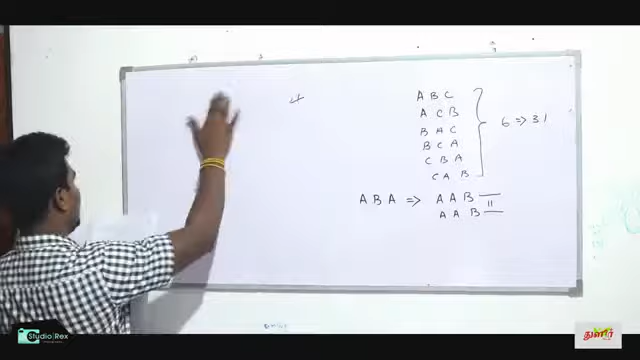 A B C
A C B
B A C
B C A
C B A
C A B
6 => 3!
A B A => A A B
A A B
Studio Rex
துளிர்